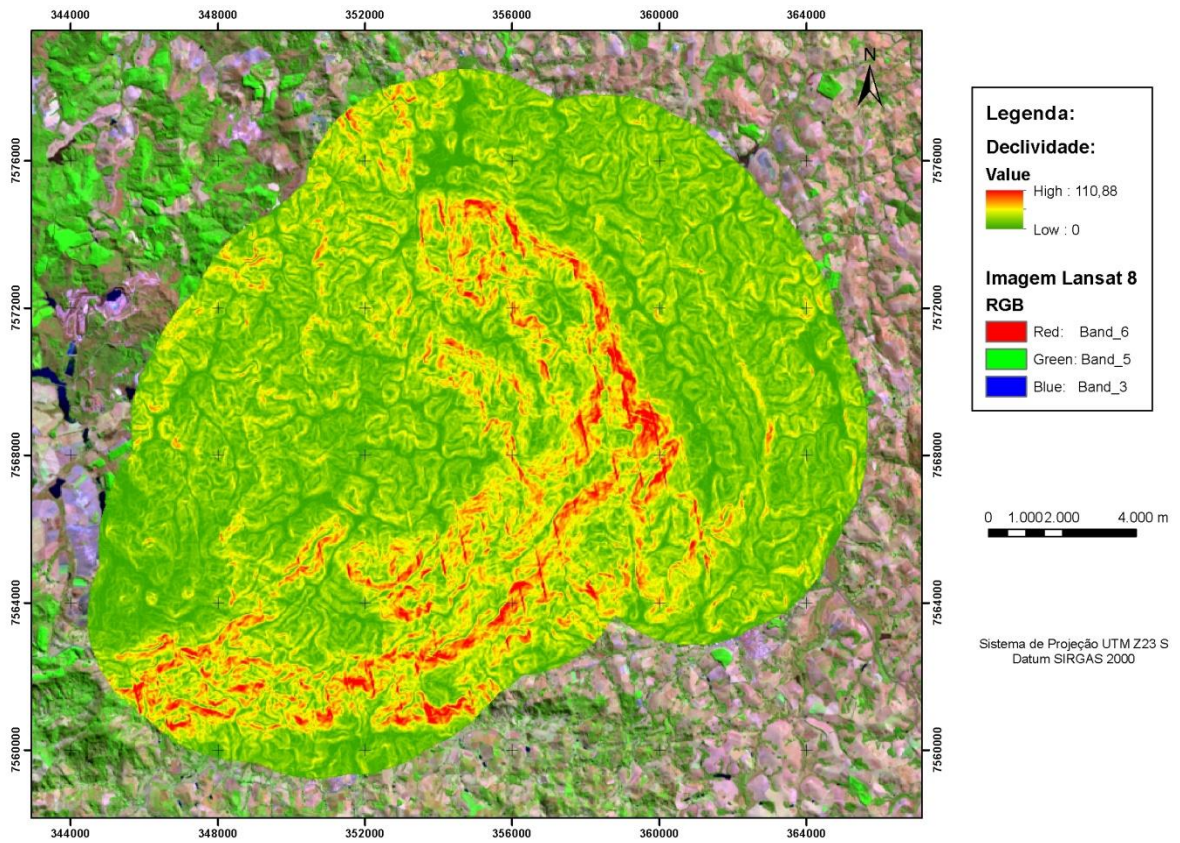 344000 348000 352000 356000 360000 364000
N
7576000 7576000
7572000 7572000
7568000 7568000
7564000 7564000
7560000 7560000
344000 348000 352000 356000 360000 364000
Legenda:
Declividade:
Value
High : 110,88
Low : 0
Imagem Lansat 8
RGB
Red: Band_6
Green: Band_5
Blue: Band_3
0 1.000 2.000 4.000 m
Sistema de Projeção UTM Z23 S
Datum SIRGAS 2000